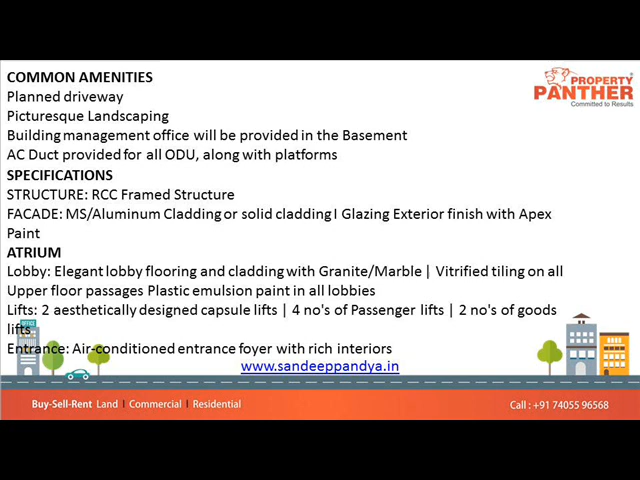 PROPERTY
PANTHER
Committed to Results
COMMON AMENITIES
Planned driveway
Picturesque Landscaping
Building management office will be provided in the Basement
AC Duct provided for all ODU, along with platforms
SPECIFICATIONS
STRUCTURE: RCC Framed Structure
FACADE: MS/Aluminum Cladding or solid cladding I Glazing Exterior finish with Apex
Paint
ATRIUM
Lobby: Elegant lobby flooring and cladding with Granite/Marble | Vitrified tiling on all
Upper floor passages Plastic emulsion paint in all lobbies
Lifts: 2 aesthetically designed capsule lifts | 4 no's of Passenger lifts | 2 no's of goods
lifts
OFFICE
Entrance: Air-conditioned entrance foyer with rich interiors
www.sandeeppandya.in
Buy-Sell-Rent Land | Commercial | Residential
Call : +91 74055 96568